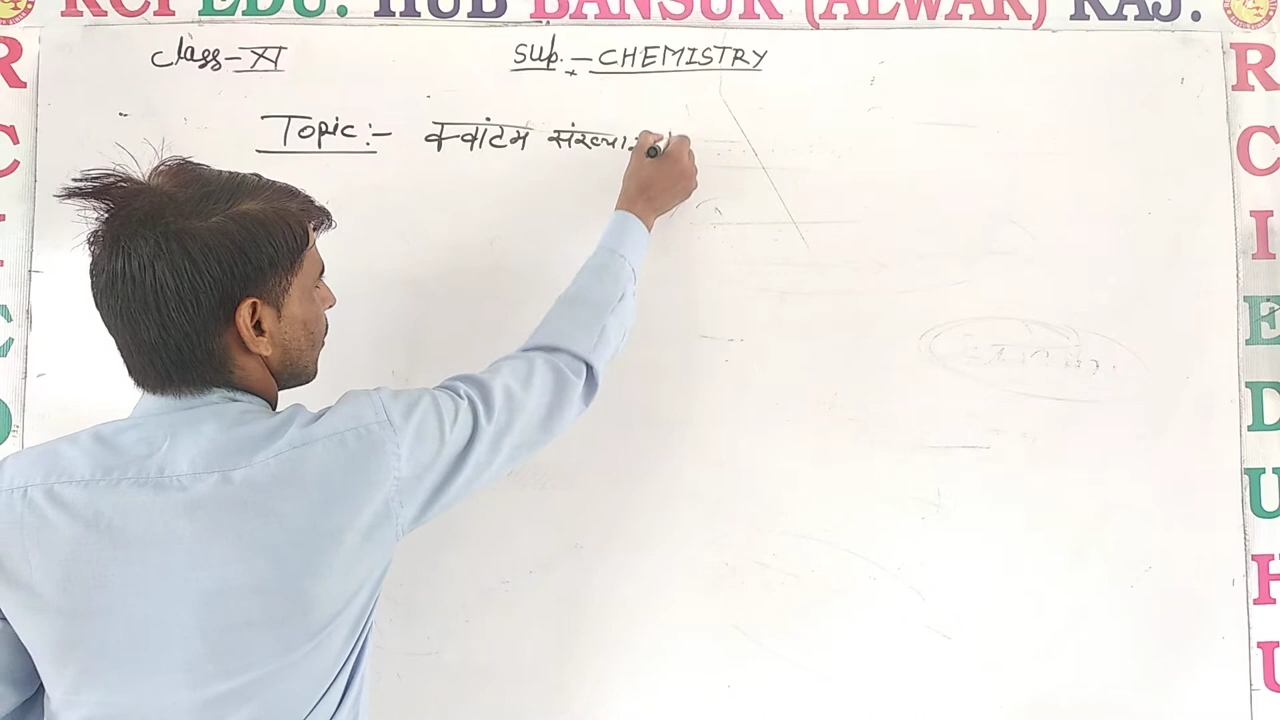 RCI EDU. HUB BANSUR (ALWAR) RAJ.
Class - XI
Sub. - CHEMISTRY
Topic :- क्वांटम संख्या
R
C
I
E
D
U
H
U